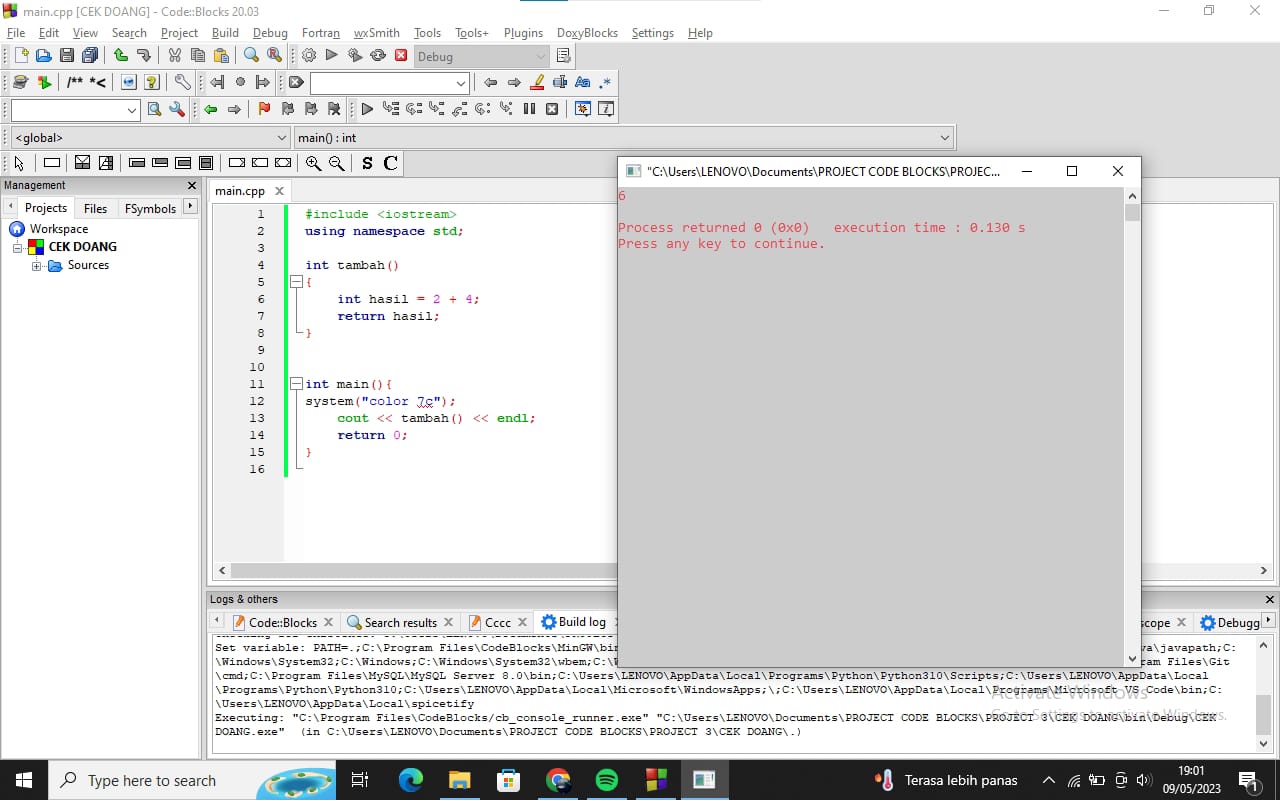 main.cpp [CEK DOANG] - Code::Blocks 20.03
File Edit View Search Project Build Debug Fortran wxSmith Tools Tools+ Plugins DoxyBlocks Settings Help
Debug
/** *<
<global>
main() : int
S C
Management
Projects Files FSymbols
Workspace
CEK DOANG
Sources
main.cpp
1 #include <iostream>
2 using namespace std;
3
4 int tambah()
5 {
6 int hasil = 2 + 4;
7 return hasil;
8 }
9
10
11 int main(){
12 system("color 7c");
13 cout << tambah() << endl;
14 return 0;
15 }
16
"C:\Users\LENOVO\Documents\PROJECT CODE BLOCKS\PROJEC...
6
Process returned 0 (0x0) execution time : 0.130 s
Press any key to continue.
Logs & others
Code::Blocks Search results Cccc Build log scope Debugg
Set variable: PATH=.;C:\Program Files\CodeBlocks\MinGW\bin va\javapath;C:
\Windows\System32;C:\Windows;C:\Windows\System32\wbem;C:\W ram Files\Git
\cmd;C:\Program Files\MySQL\MySQL Server 8.0\bin;C:\Users\LENOVO\AppData\Local\Programs\Python\Python310\Scripts;C:\Users\LENOVO\AppData\Local
\Programs\Python\Python310;C:\Users\LENOVO\AppData\Local\Microsoft\WindowsApps;\;C:\Users\LENOVO\AppData\Local\Programs\Microsoft VS Code\bin;C:
\Users\LENOVO\AppData\Local\spicetify
Executing: "C:\Program Files\CodeBlocks/cb_console_runner.exe" "C:\Users\LENOVO\Documents\PROJECT CODE BLOCKS\PROJECT 3\CEK DOANG\bin\Debug\CEK
DOANG.exe" (in C:\Users\LENOVO\Documents\PROJECT CODE BLOCKS\PROJECT 3\CEK DOANG\.)
Activate Windows
Go to Settings to activate Windows.
Type here to search
Terasa lebih panas
19:01
09/05/2023
1